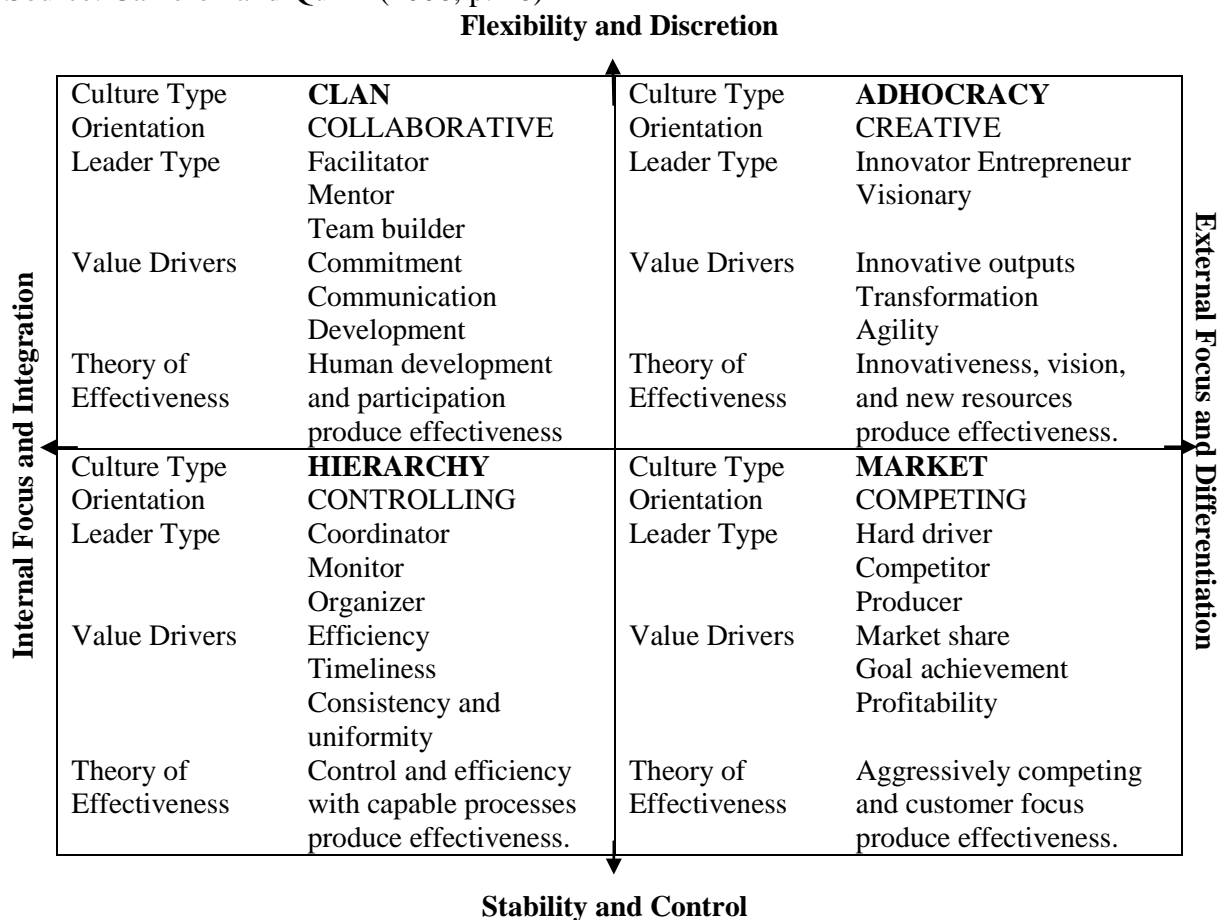 Flexibility and Discretion
Culture Type CLAN
Orientation COLLABORATIVE
Leader Type Facilitator
Mentor
Team builder
Value Drivers Commitment
Communication
Development
Theory of Human development
Effectiveness and participation
produce effectiveness
Culture Type ADHOCRACY
Orientation CREATIVE
Leader Type Innovator Entrepreneur
Visionary
Value Drivers Innovative outputs
Transformation
Agility
Theory of Innovativeness, vision,
Effectiveness and new resources
produce effectiveness.
Internal Focus and Integration
External Focus and Differentiation
Culture Type HIERARCHY
Orientation CONTROLLING
Leader Type Coordinator
Monitor
Organizer
Value Drivers Efficiency
Timeliness
Consistency and
uniformity
Theory of Control and efficiency
Effectiveness with capable processes
produce effectiveness.
Culture Type MARKET
Orientation COMPETING
Leader Type Hard driver
Competitor
Producer
Value Drivers Market share
Goal achievement
Profitability
Theory of Aggressively competing
Effectiveness and customer focus
produce effectiveness.
Stability and Control